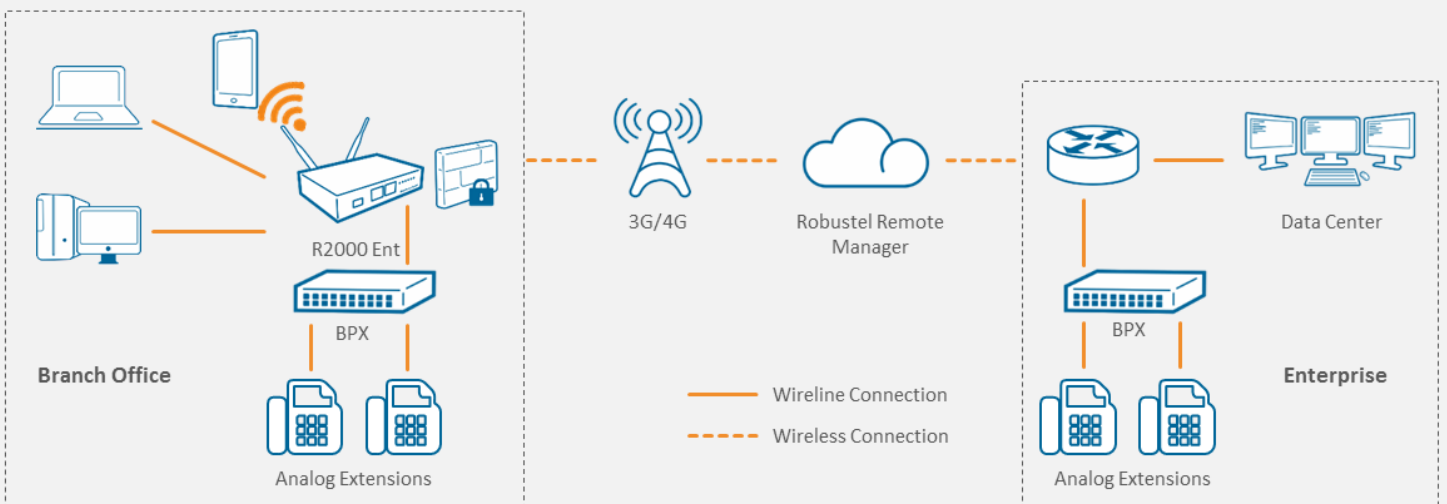 R2000 Ent
BPX
Branch Office
Analog Extensions
3G/4G
Robustel Remote
Manager
Wireline Connection
Wireless Connection
Data Center
BPX
Enterprise
Analog Extensions